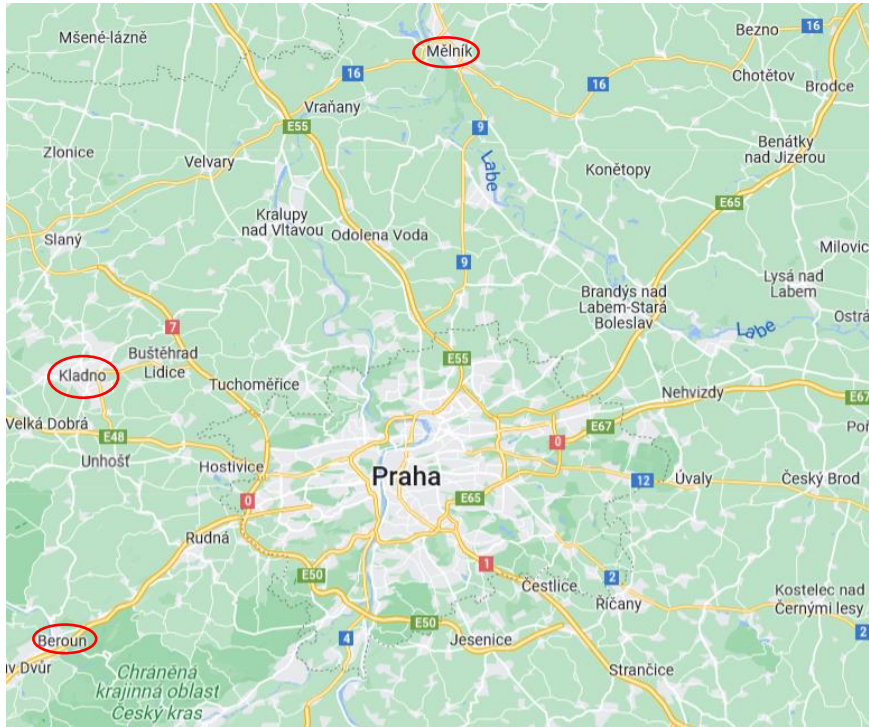 Mšené-lázně
Mělník
Bezno
16
16
16
Chotětov
Brodce
Vraňany
E55
9
Benátky
nad Jizerou
Zlonice
Velvary
Labe
Konětopy
E65
Kralupy
nad Vltavou
Odolena Voda
Slaný
9
Milovic
Lysá nad
Labem
Brandýs nad
Labem-Stará
Boleslav
Ostrá
Labe
7
Buštěhrad
Lidice
E55
Kladno
Tuchoměřice
Nehvizdy
E67
Velká Dobrá
E48
E67
Poř
0
Unhošť
Hostivice
Praha
12
Úvaly
Český Brod
0
E65
Rudná
1
E50
Čestlice
2
Říčany
Kostelec nad
Černými lesy
E50
Beroun
4
Jesenice
2
uv Dvůr
Chráněná
krajinná oblast
Český kras
Strančice